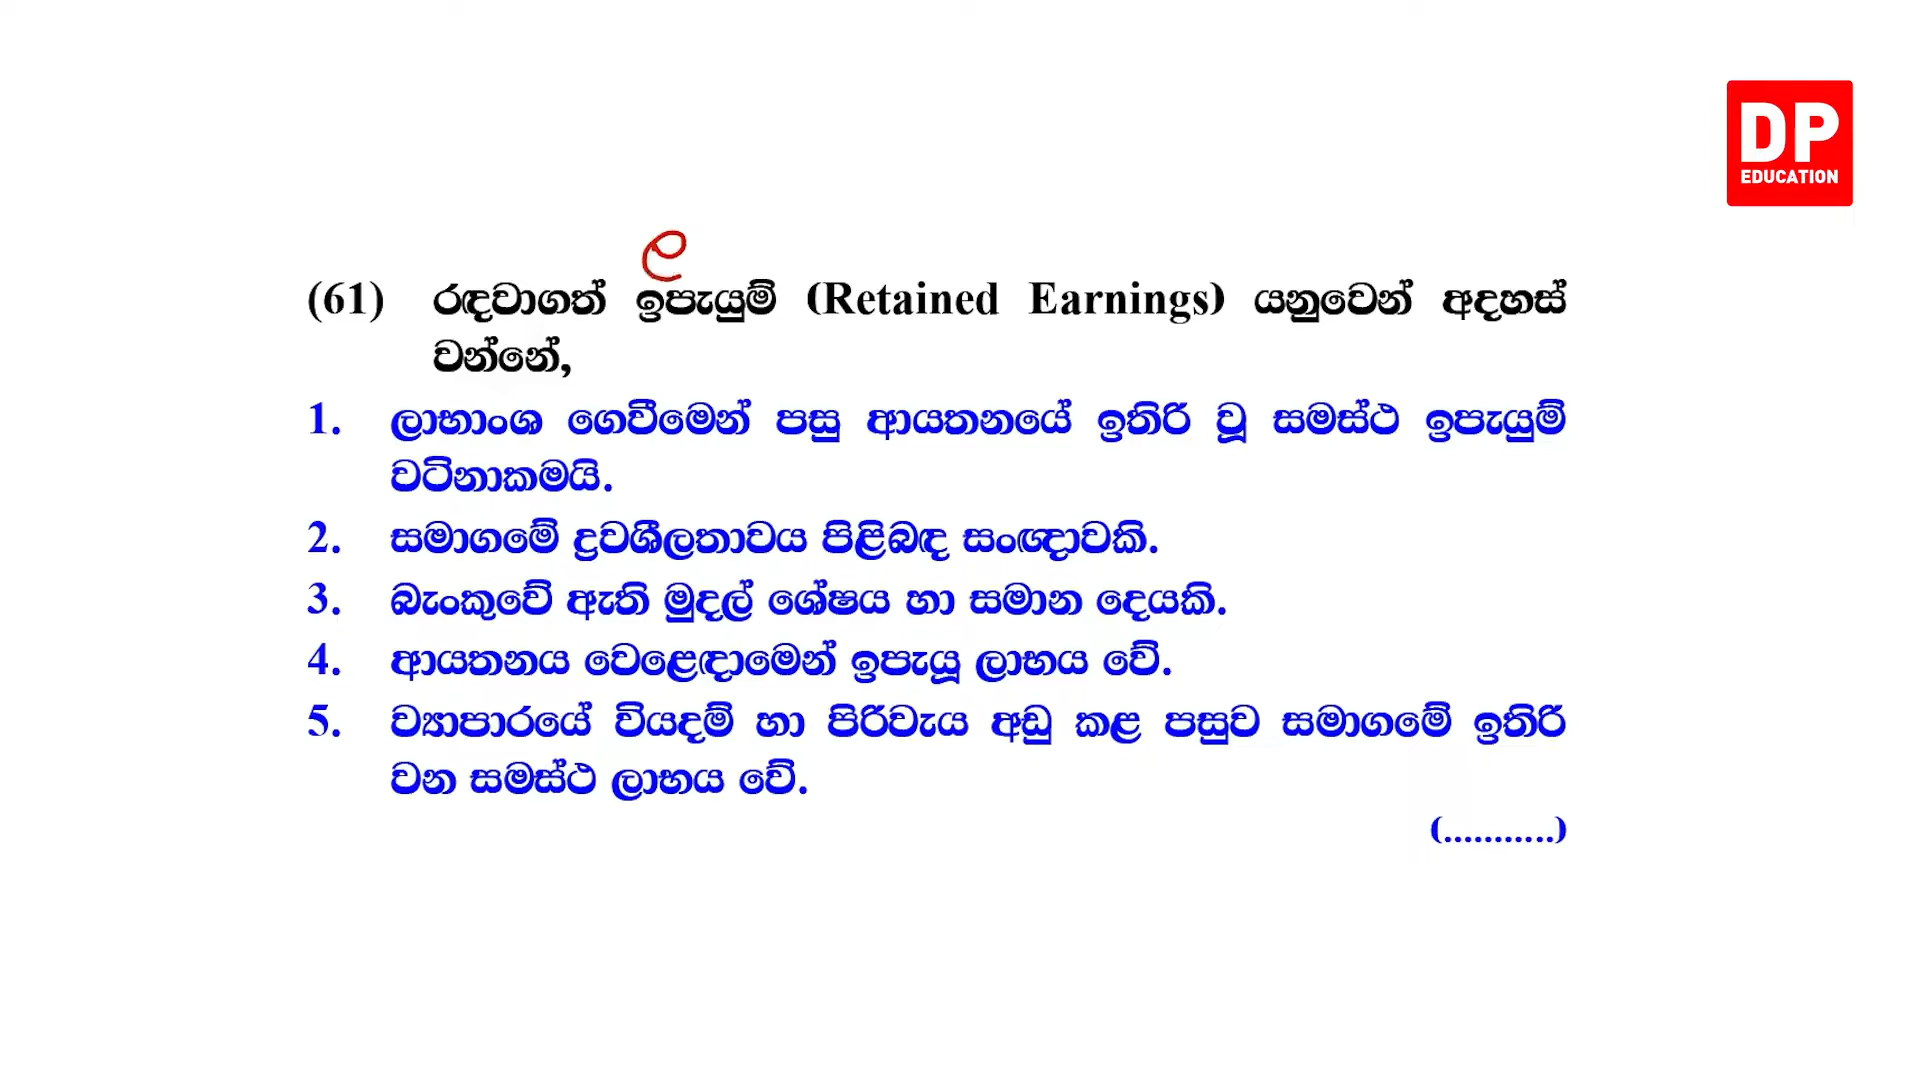 DP
EDUCATION
ල
(61) රඳවාගත් ඉපැයුම් (Retained Earnings) යනුවෙන් අදහස්
වන්නේ,
1. ලාභාංශ ගෙවීමෙන් පසු ආයතනයේ ඉතිරි වූ සමස්ථ ඉපැයුම්
වටිනාකමයි.
2. සමාගමේ ද්‍රවශීලතාවය පිළිබඳ සංඥාවකි.
3. බැංකුවේ ඇති මුදල් ශේෂය හා සමාන දෙයකි.
4. ආයතනය වෙළෙඳාමෙන් ඉපැයූ ලාභය වේ.
5. ව්‍යාපාරයේ වියදම් හා පිරිවැය අඩු කළ පසුව සමාගමේ ඉතිරි
වන සමස්ථ ලාභය වේ.
(...........)